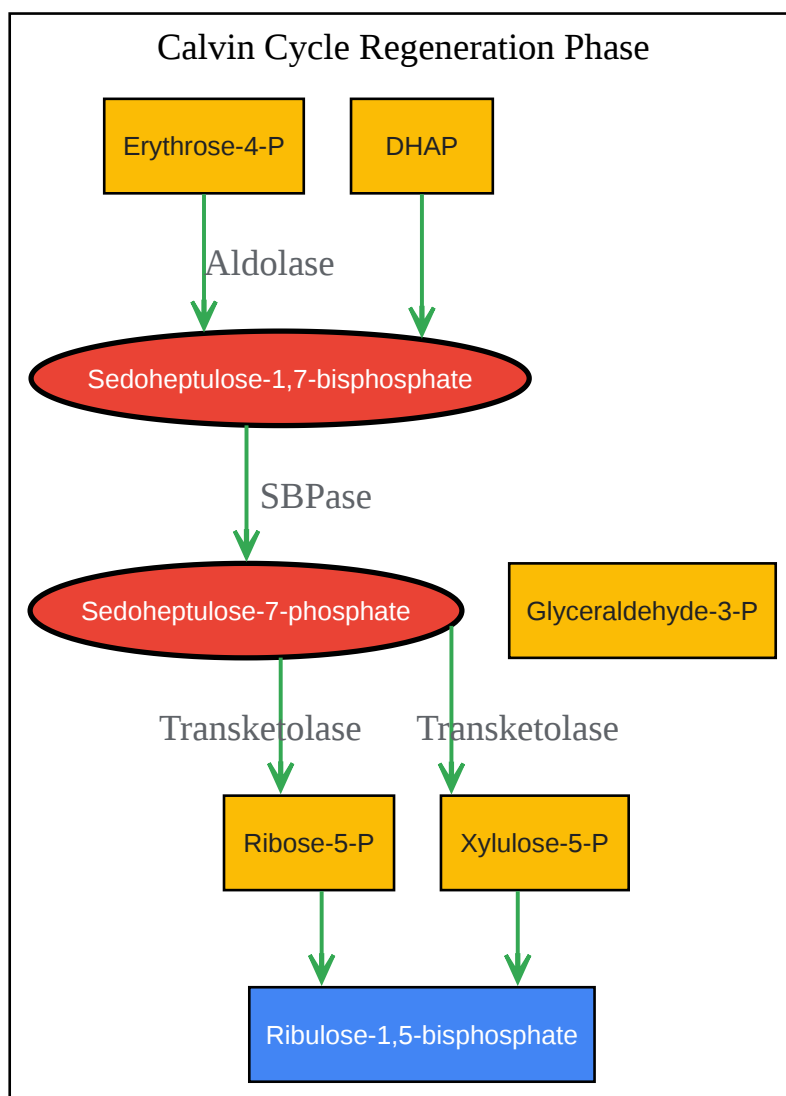 Calvin Cycle Regeneration Phase
Erythrose-4-P
DHAP
Aldolase
Sedoheptulose-1,7-bisphosphate
SBPase
Sedoheptulose-7-phosphate
Glyceraldehyde-3-P
Transketolase
Transketolase
Ribose-5-P
Xylulose-5-P
Ribulose-1,5-bisphosphate